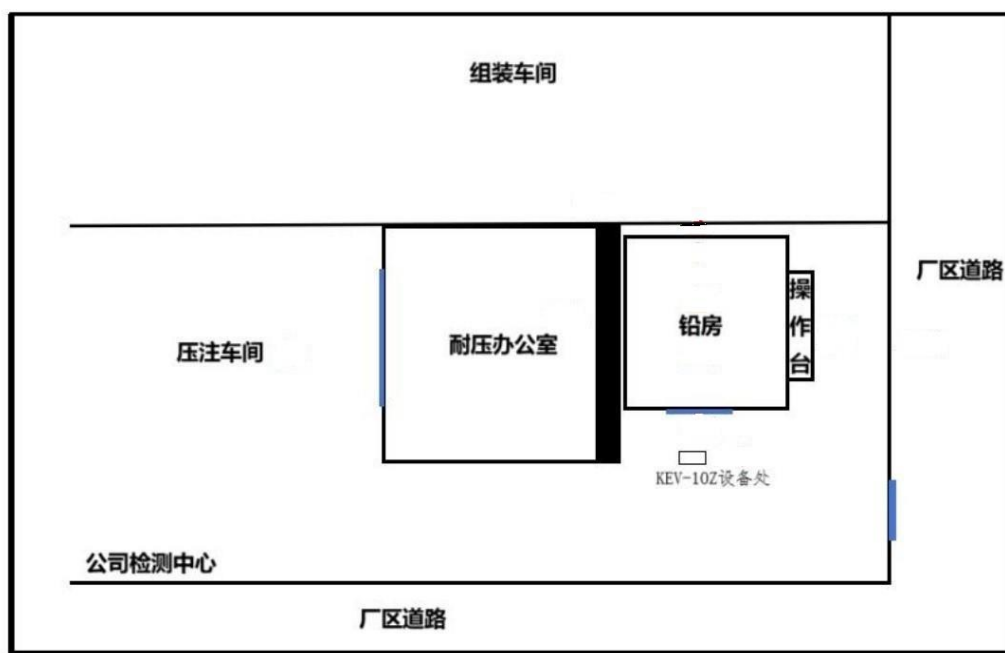 组装车间
厂区道路
操作台
铅房
耐压办公室
压注车间
KEV-10Z设备处
公司检测中心
厂区道路